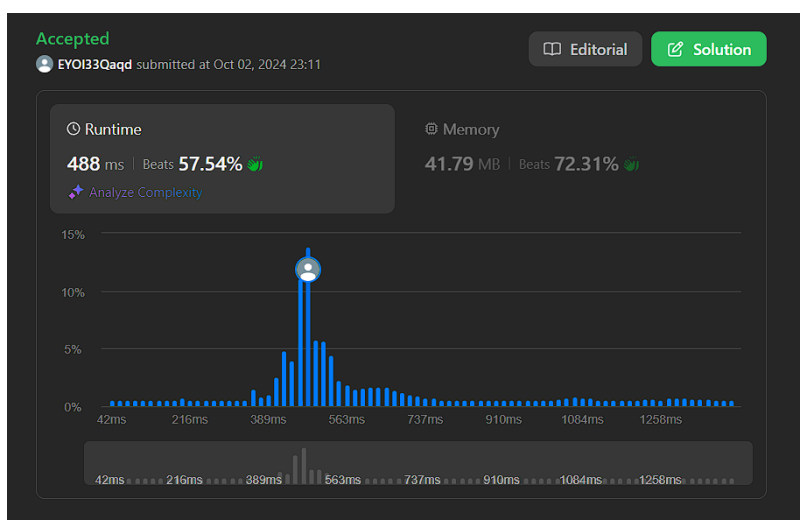 Accepted
EYOI33Qaqd submitted at Oct 02, 2024 23:11
Editorial
Solution
Runtime
488 ms | Beats 57.54%
Analyze Complexity
Memory
41.79 MB | Beats 72.31%
15%
10%
5%
0%
42ms 216ms 389ms 563ms 737ms 910ms 1084ms 1258ms
42ms 216ms 389ms 563ms 737ms 910ms 1084ms 1258ms